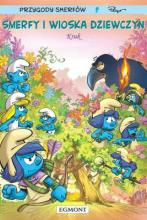 PRZYGODY SMERFÓW Peyo
SMERFY I WIOSKA DZIEWCZYN
Kruk
EGMONT